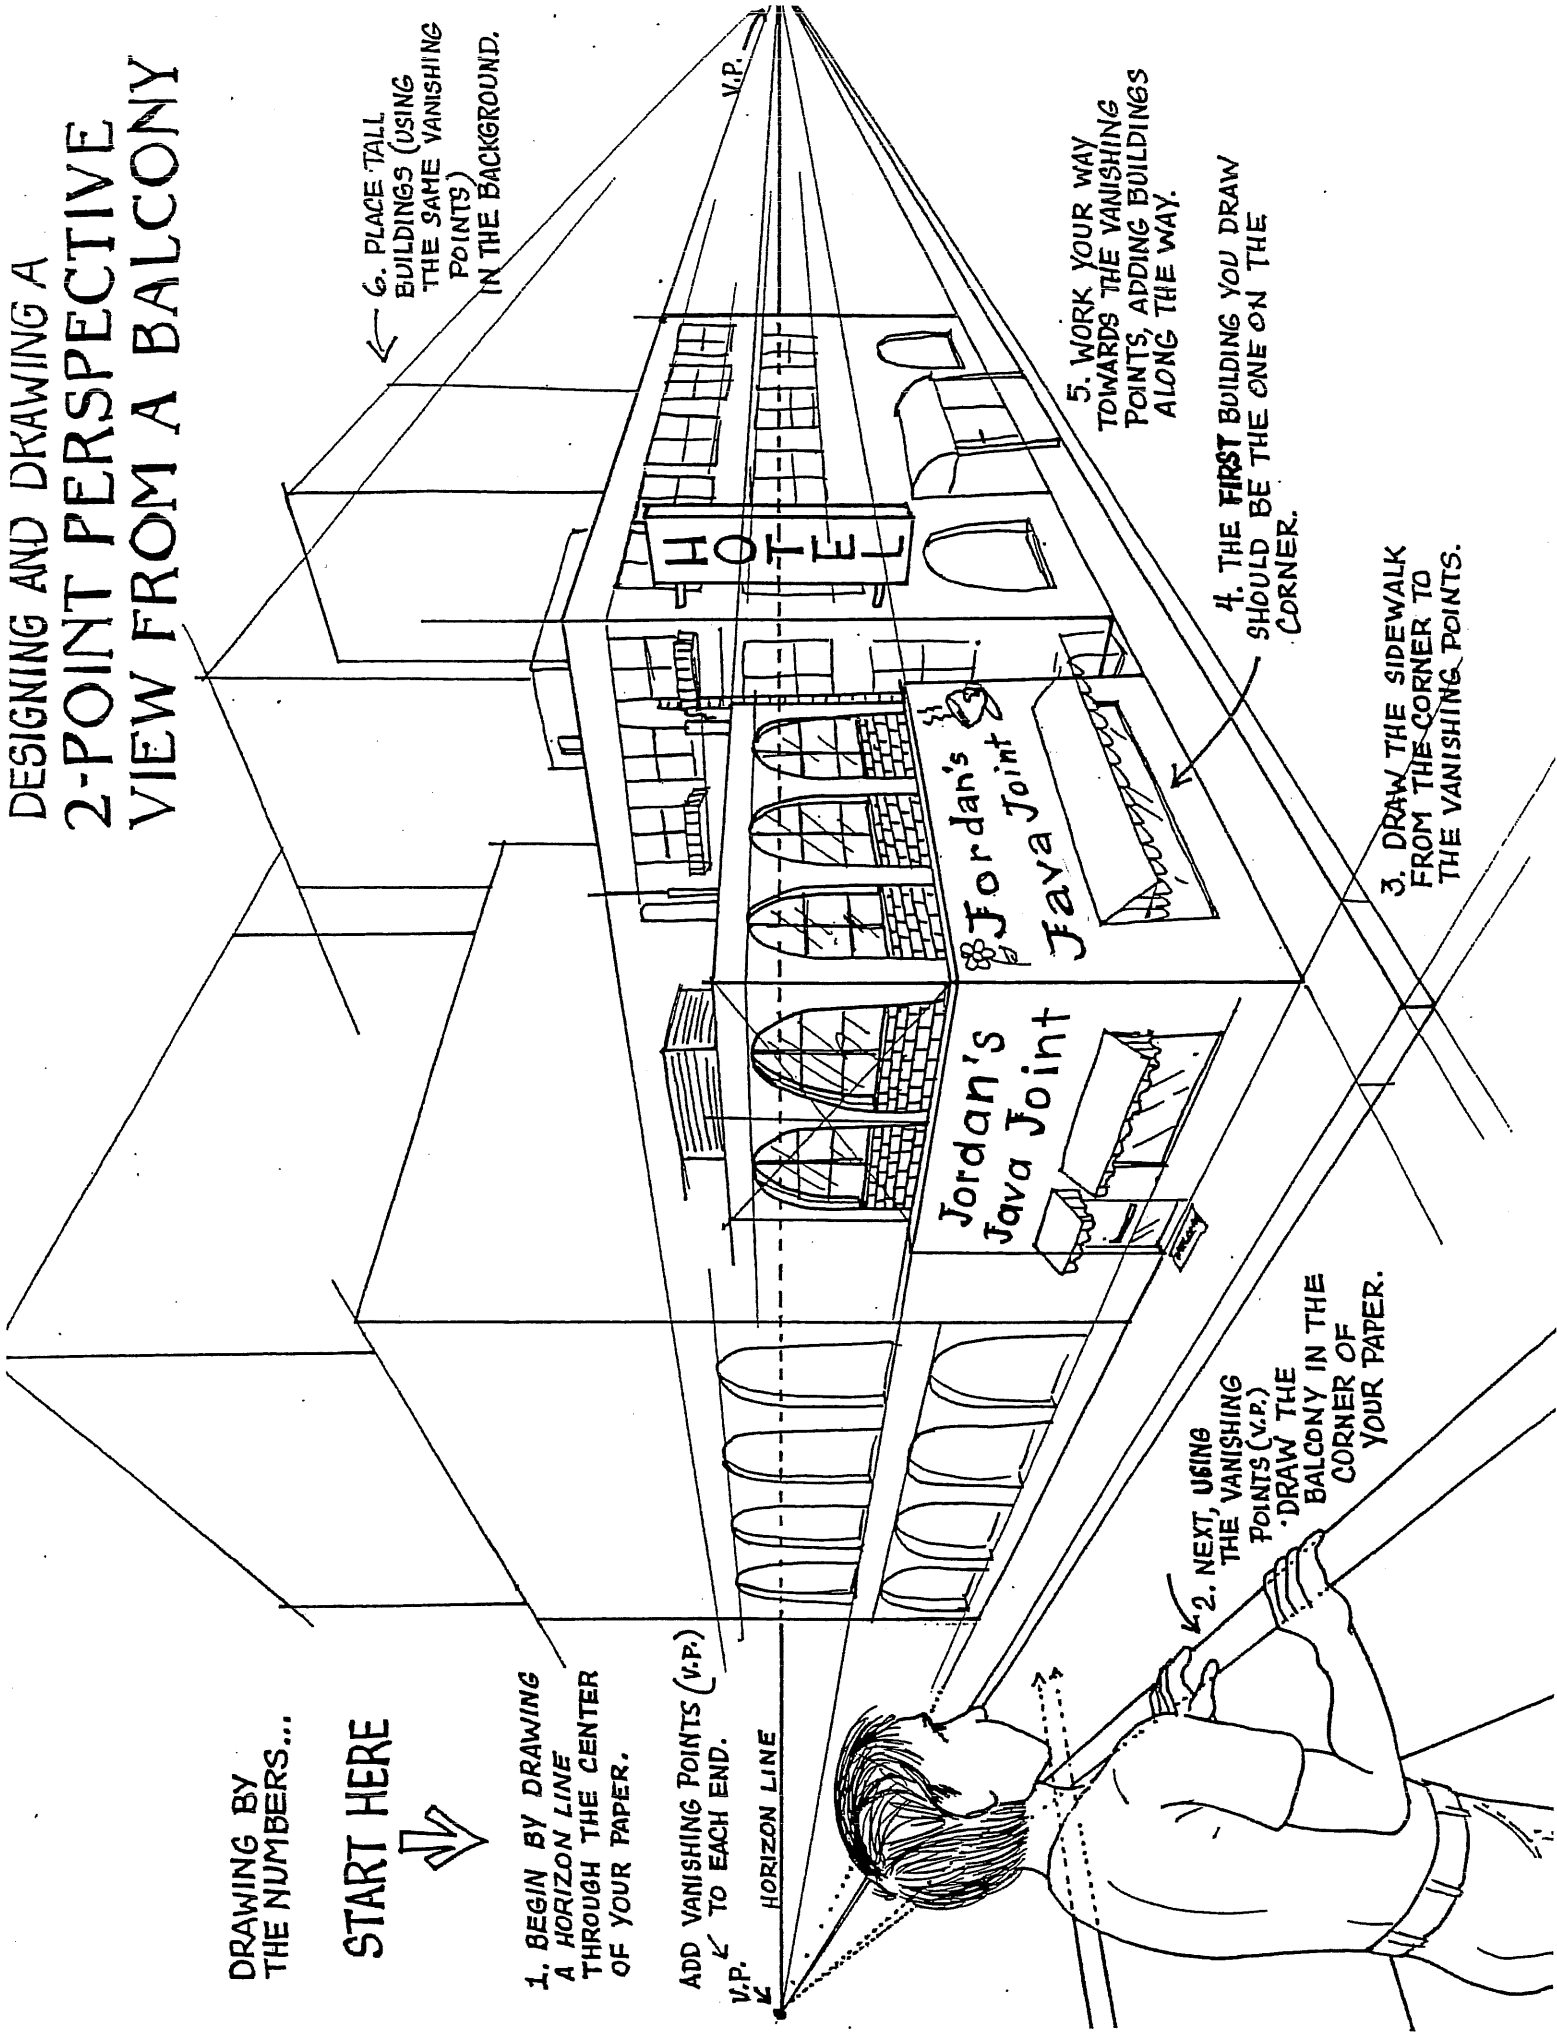 DESIGNING AND DRAWING A
2-POINT PERSPECTIVE
VIEW FROM A BALCONY
DRAWING BY
THE NUMBERS...
START HERE
1. BEGIN BY DRAWING
A HORIZON LINE
THROUGH THE CENTER
OF YOUR PAPER.
ADD VANISHING POINTS (V.P.)
TO EACH END.
V.P.
HORIZON LINE
2. NEXT, USING
THE VANISHING
POINTS (V.P.)
DRAW THE
BALCONY IN THE
CORNER OF
YOUR PAPER.
3. DRAW THE SIDEWALK
FROM THE CORNER TO
THE VANISHING POINTS.
4. THE FIRST BUILDING YOU DRAW
SHOULD BE THE ONE ON THE
CORNER.
5. WORK YOUR WAY
TOWARDS THE VANISHING
POINTS, ADDING BUILDINGS
ALONG THE WAY.
6. PLACE TALL
BUILDINGS (USING
THE SAME VANISHING
POINTS)
IN THE BACKGROUND.
V.P.
HOTEL
Jordan's
Java Joint
Jordan's
Java Joint